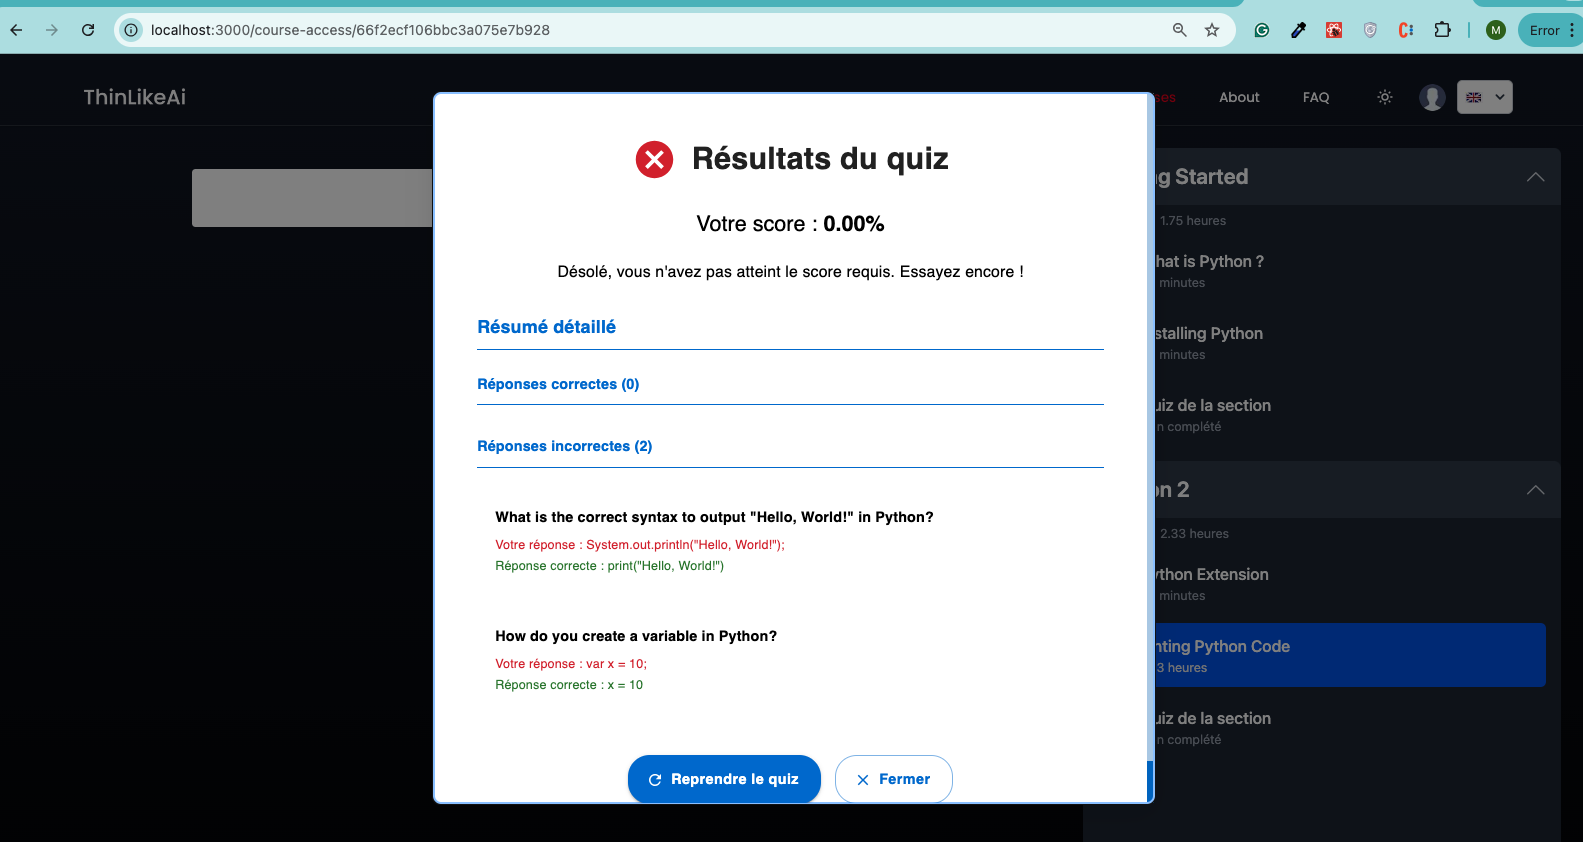 localhost:3000/course-access/66f2ecf106bbc3a075e7b928
M
Error
ThinLikeAi
About
FAQ
Résultats du quiz
Votre score : 0.00%
Désolé, vous n'avez pas atteint le score requis. Essayez encore !
Résumé détaillé
Réponses correctes (0)
Réponses incorrectes (2)
What is the correct syntax to output "Hello, World!" in Python?
Votre réponse : System.out.println("Hello, World!");
Réponse correcte : print("Hello, World!")
How do you create a variable in Python?
Votre réponse : var x = 10;
Réponse correcte : x = 10
Reprendre le quiz
Fermer
g Started
1.75 heures
hat is Python ?
minutes
stalling Python
minutes
uiz de la section
n complété
on 2
2.33 heures
ython Extension
minutes
nting Python Code
3 heures
uiz de la section
n complété